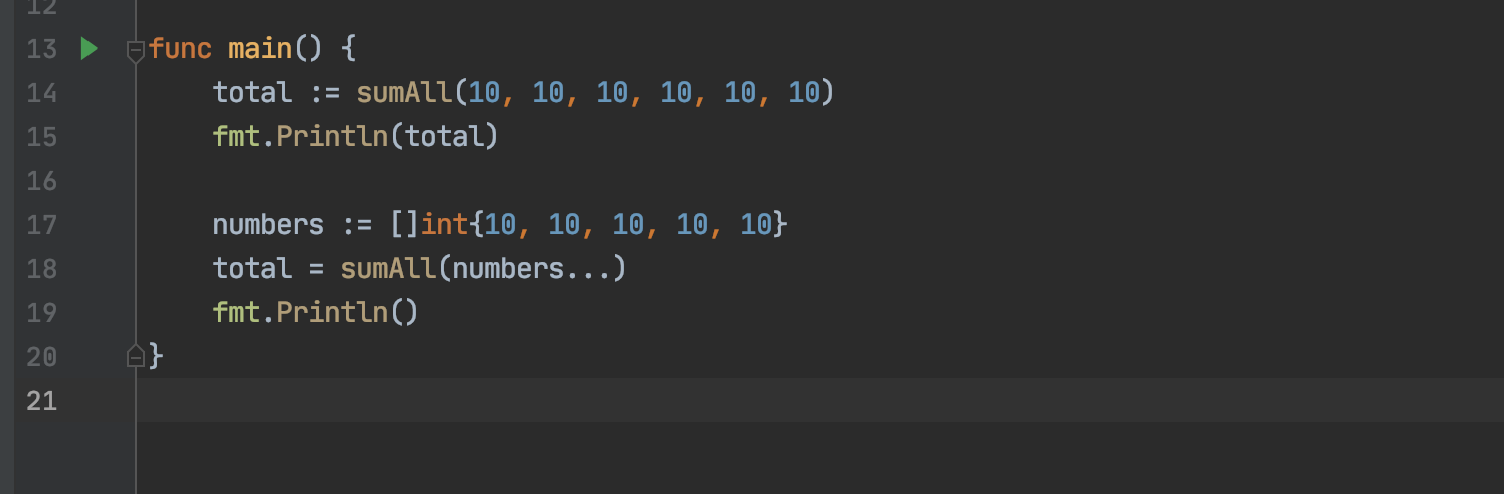 12
13 func main() {
14 total := sumAll(10, 10, 10, 10, 10, 10)
15 fmt.Println(total)
16
17 numbers := []int{10, 10, 10, 10, 10}
18 total = sumAll(numbers...)
19 fmt.Println()
20 }
21